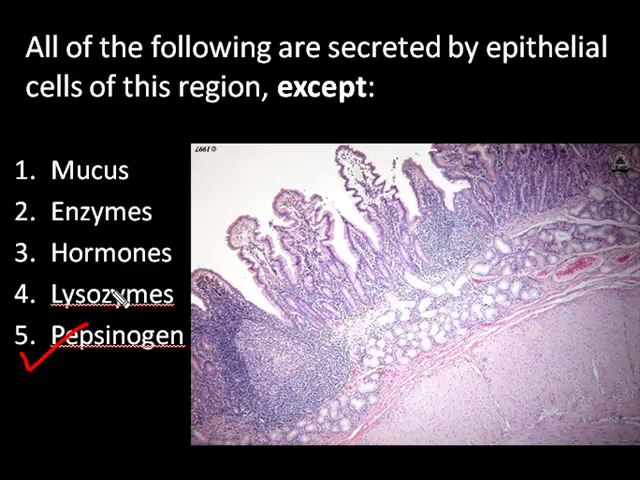 All of the following are secreted by epithelial
cells of this region, except:
1. Mucus
2. Enzymes
3. Hormones
4. Lysozymes
5. Pepsinogen
© 1997